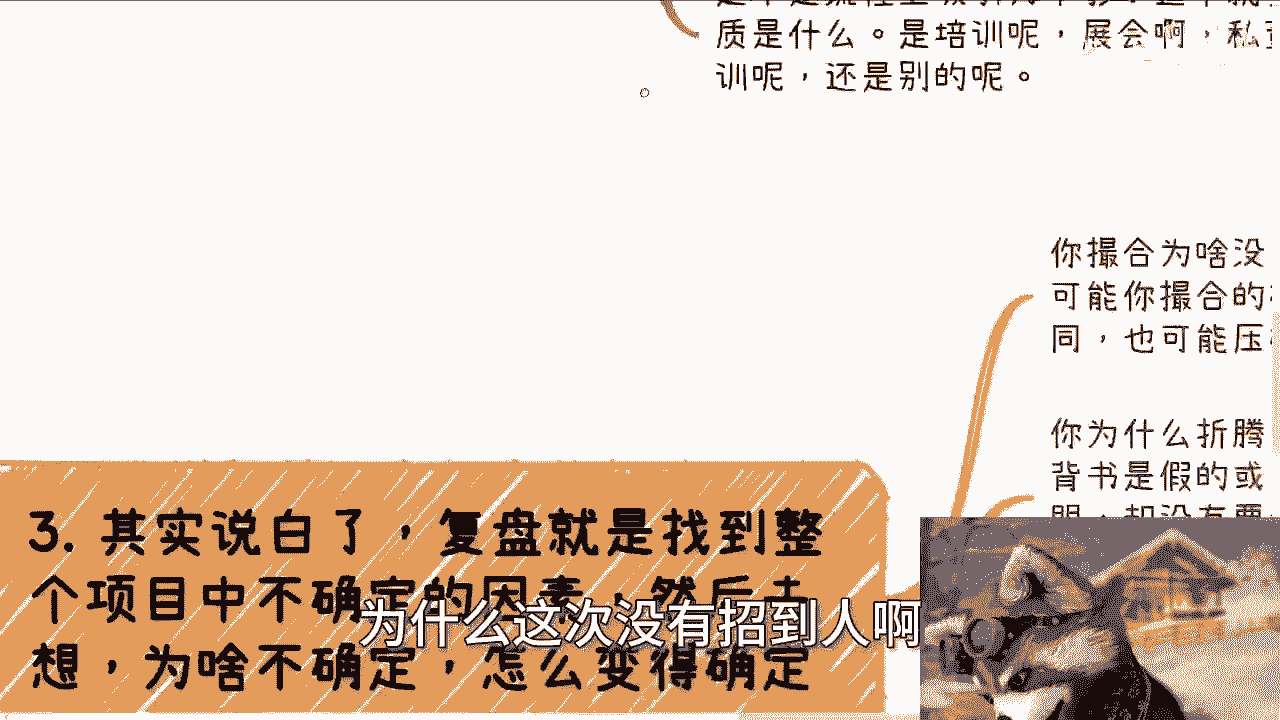 质是什么。是培训呢，展会啊，私
训呢，还是别的呢。
你撮合为啥没
可能你撮合的
同，也可能压
你为什么折腾
背书是假的或
3. 其实说白了，复盘就是找到整
个项目中不确定的因素，然后去
想，为啥不确定，怎么变得确定
为什么这次没有招到人啊